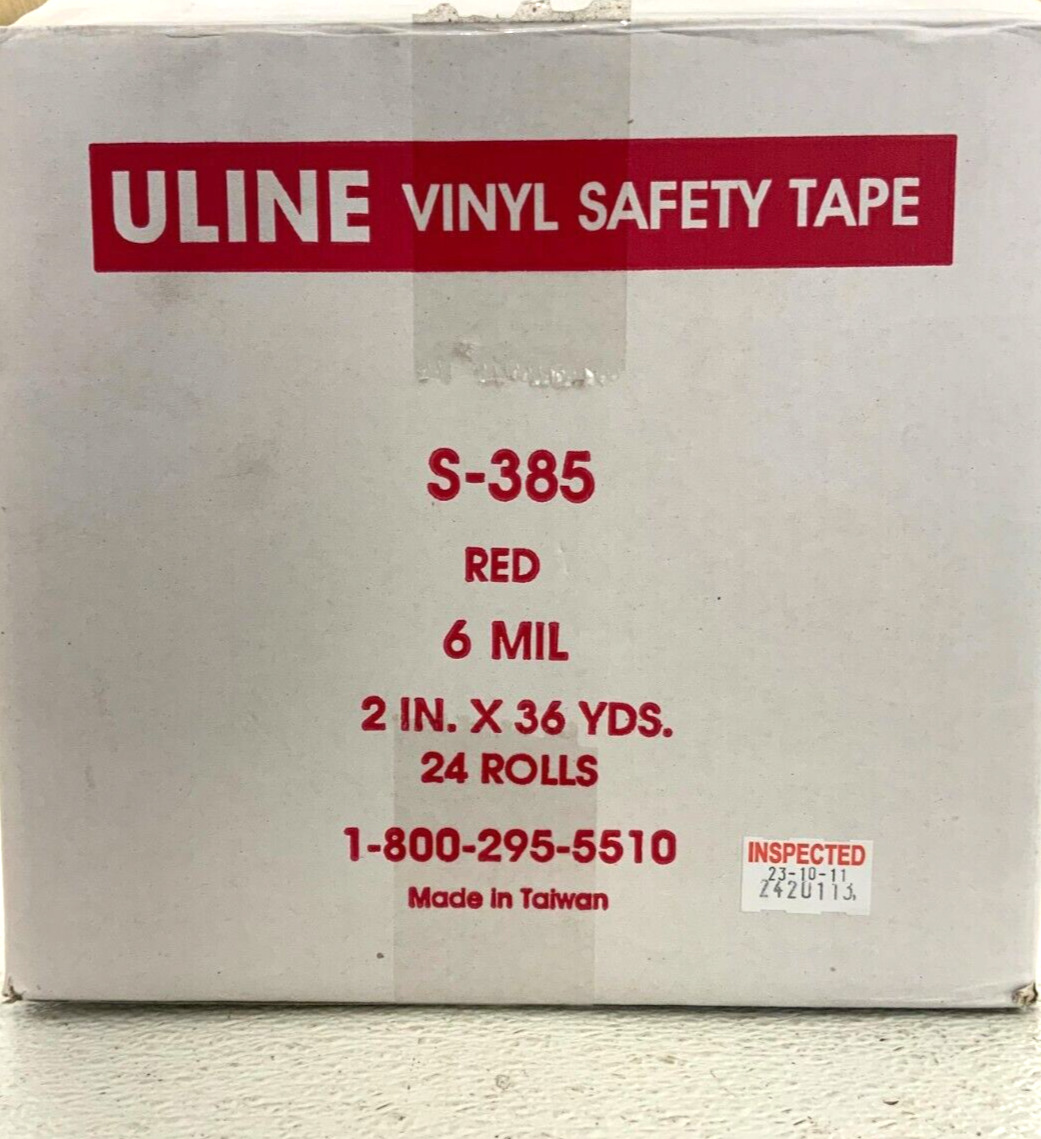 ULINE VINYL SAFETY TAPE
S-385
RED
6 MIL
2 IN. X 36 YDS.
24 ROLLS
1-800-295-5510
Made in Taiwan
INSPECTED
23-10-11